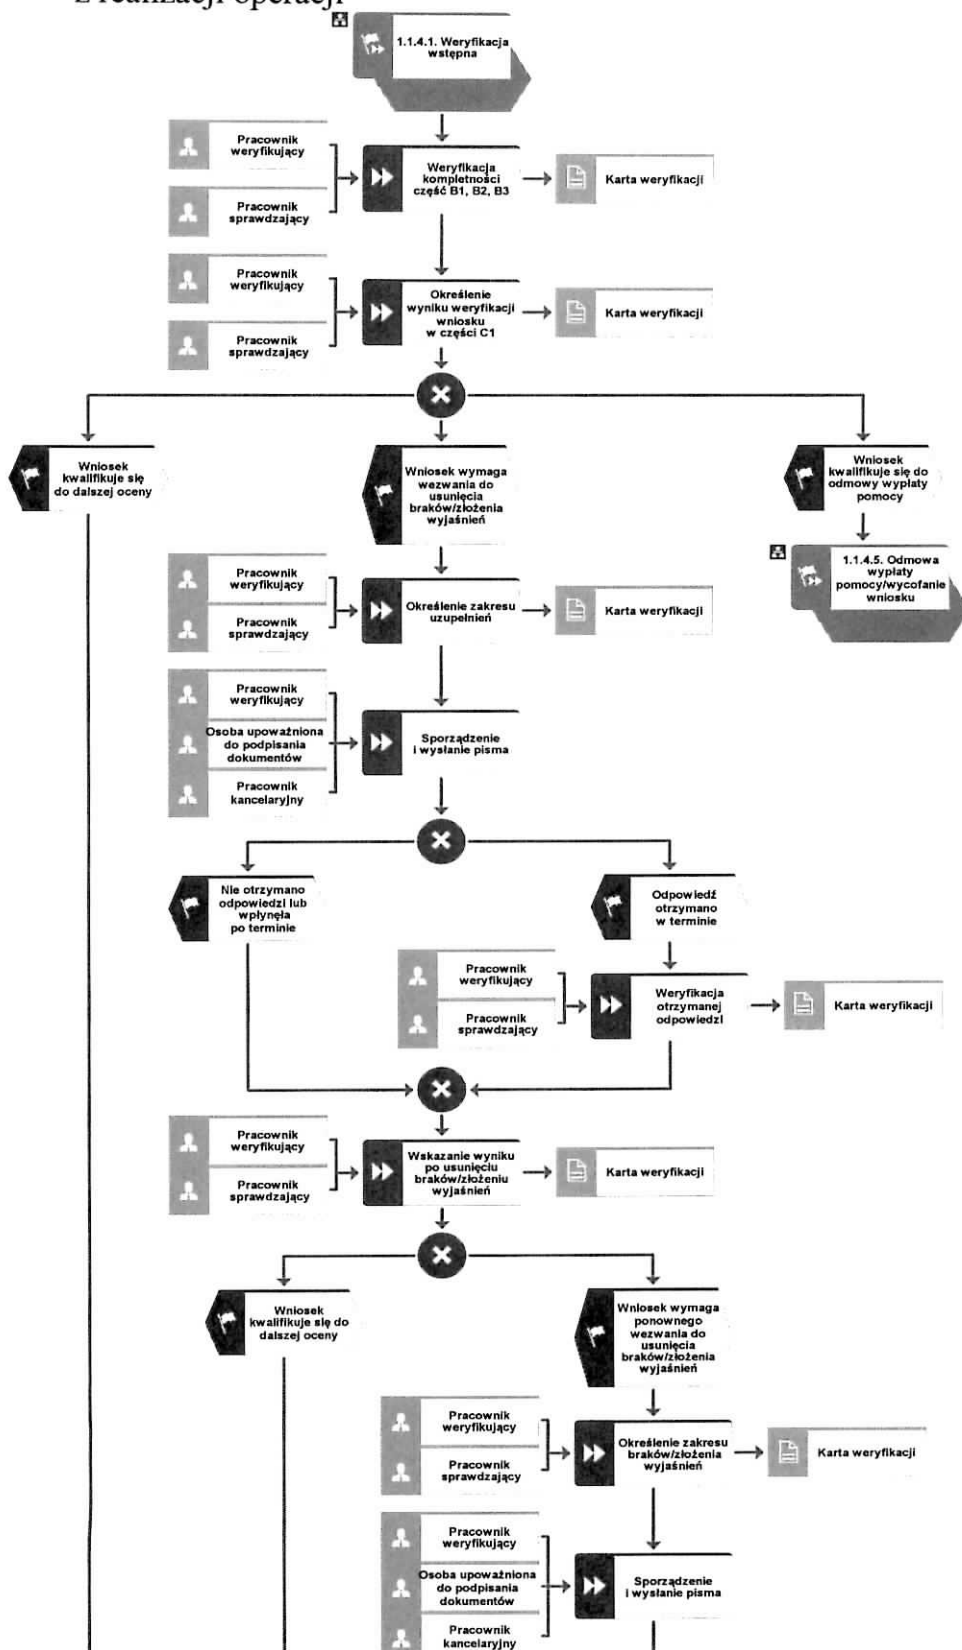 z realizacji operacji
1.1.4.1. Weryfikacja
wstępna
Pracownik
weryfikujący
Pracownik
sprawdzający
Weryfikacja
kompletności
część B1, B2, B3
Karta weryfikacji
Pracownik
weryfikujący
Pracownik
sprawdzający
Określenie
wyniku weryfikacji
wniosku
w części C1
Karta weryfikacji
Wniosek
kwalifikuje się
do dalszej oceny
Wniosek wymaga
wezwania do
usunięcia
braków/złożenia
wyjaśnień
Wniosek
kwalifikuje się do
odmowy wypłaty
pomocy
1.1.4.5. Odmowa
wypłaty
pomocy/wycofanie
wniosku
Pracownik
weryfikujący
Pracownik
sprawdzający
Określenie zakresu
uzupełnień
Karta weryfikacji
Pracownik
weryfikujący
Osoba upoważniona
do podpisania
dokumentów
Pracownik
kancelaryjny
Sporządzenie
i wysłanie pisma
Nie otrzymano
odpowiedzi lub
wpłynęła
po terminie
Odpowiedź
otrzymano
w terminie
Pracownik
weryfikujący
Pracownik
sprawdzający
Weryfikacja
otrzymanej
odpowiedzi
Karta weryfikacji
Pracownik
weryfikujący
Pracownik
sprawdzający
Wskazanie wyniku
po usunięciu
braków/złożeniu
wyjaśnień
Karta weryfikacji
Wniosek
kwalifikuje się do
dalszej oceny
Wniosek wymaga
ponownego
wezwania do
usunięcia
braków/złożenia
wyjaśnień
Pracownik
weryfikujący
Pracownik
sprawdzający
Określenie zakresu
braków/złożenia
wyjaśnień
Karta weryfikacji
Pracownik
weryfikujący
Osoba upoważniona
do podpisania
dokumentów
Pracownik
kancelaryjny
Sporządzenie
i wysłanie pisma